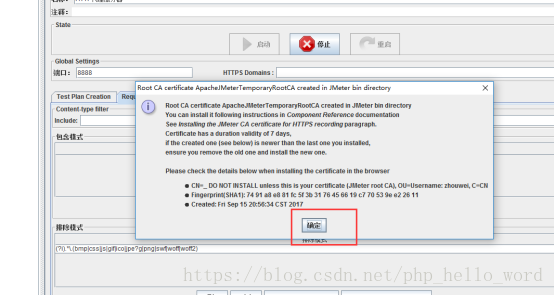 注释:
State
启动
停止
重启
Global Settings
端口: 8888
HTTPS Domains :
Root CA certificate ApacheJMeterTemporaryRootCA created in JMeter bin directory
Test Plan Creation
Content-type filter
Include:
包含模式
Root CA certificate ApacheJMeterTemporaryRootCA created in JMeter bin directory
You can install it following instructions in Component Reference documentation
See Installing the JMeter CA certificate for HTTPS recording paragraph.
Certificate has a duration validity of 7 days,
if the created one (see below) is newer than the last one you installed,
ensure you remove the old one and install the new one.
Please check the details below when installing the certificate in the browser
● CN=_ DO NOT INSTALL unless this is your certificate (JMeter root CA), OU=Username: zhouwei, C=CN
● Fingerprint(SHA1): 74 91 a8 e8 81 fc 5f 3b 31 76 45 66 19 c7 70 53 9e e2 26 11
● Created: Fri Sep 15 20:56:34 CST 2017
确定
排除模式
排除模式
(?i).*\.(bmp|css|js|gif|ico|jpe?g|png|swf|woff|woff2)
https://blog.csdn.net/php_hello_word